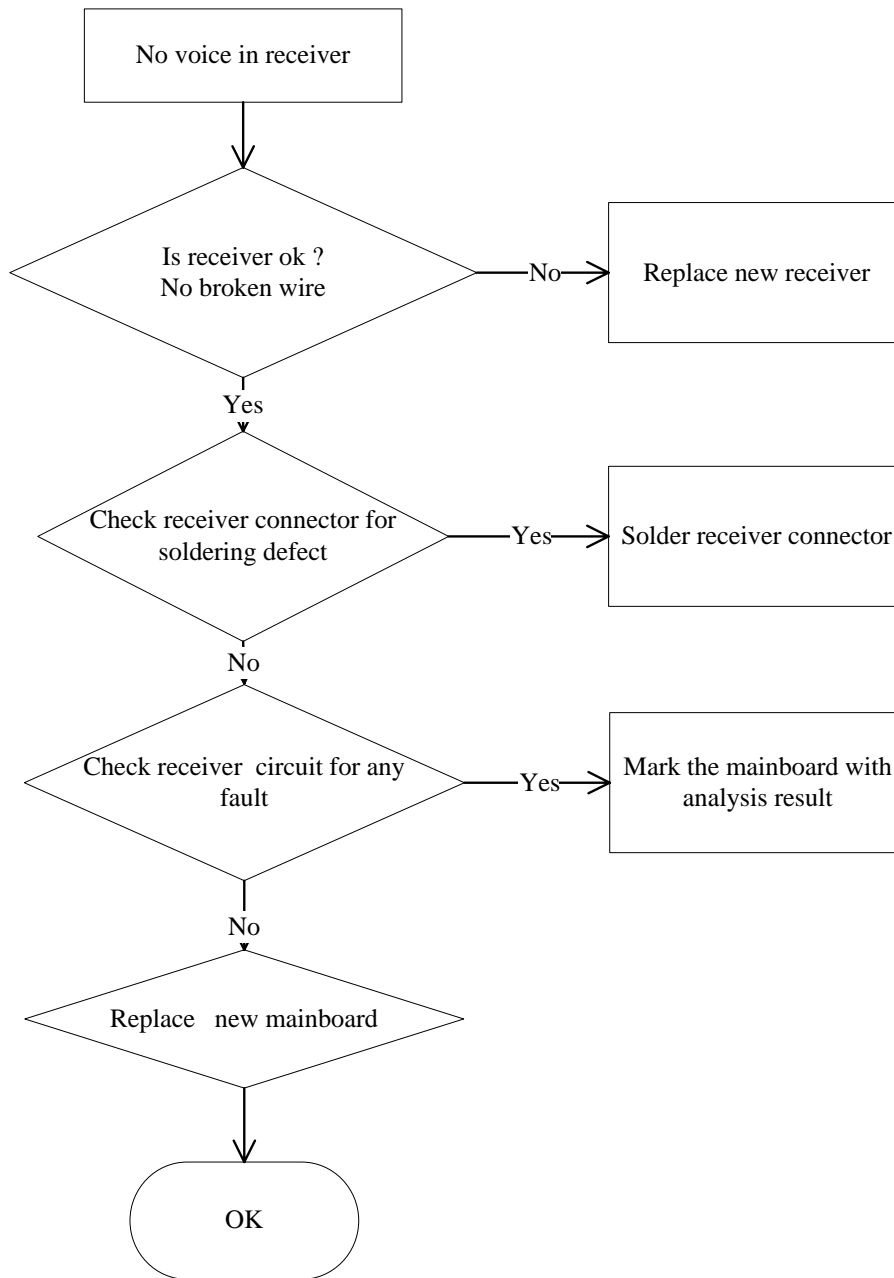 No voice in receiver
Is receiver ok ?
No broken wire
No
Replace new receiver
Yes
Check receiver connector for
soldering defect
Yes
Solder receiver connector
No
Check receiver circuit for any
fault
Yes
Mark the mainboard with
analysis result
No
Replace new mainboard
OK